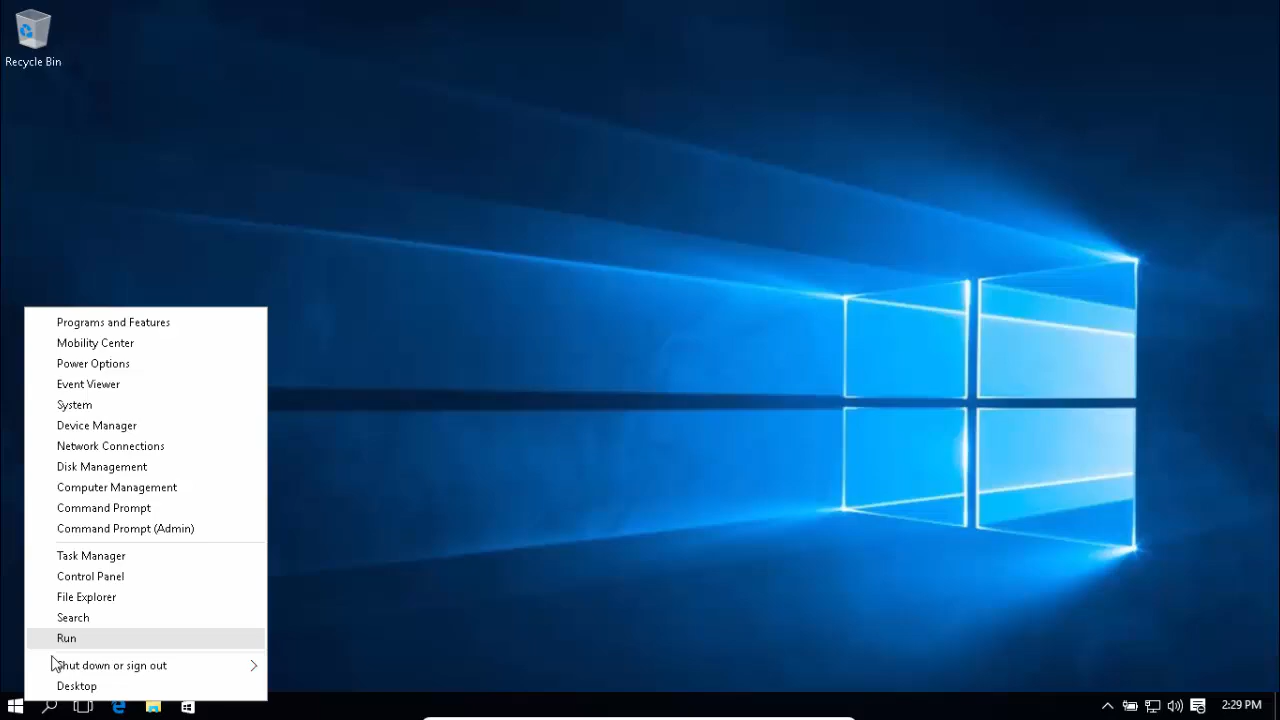 Recycle Bin
Programs and Features
Mobility Center
Power Options
Event Viewer
System
Device Manager
Network Connections
Disk Management
Computer Management
Command Prompt
Command Prompt (Admin)
Task Manager
Control Panel
File Explorer
Search
Run
Shut down or sign out
Desktop
2:29 PM